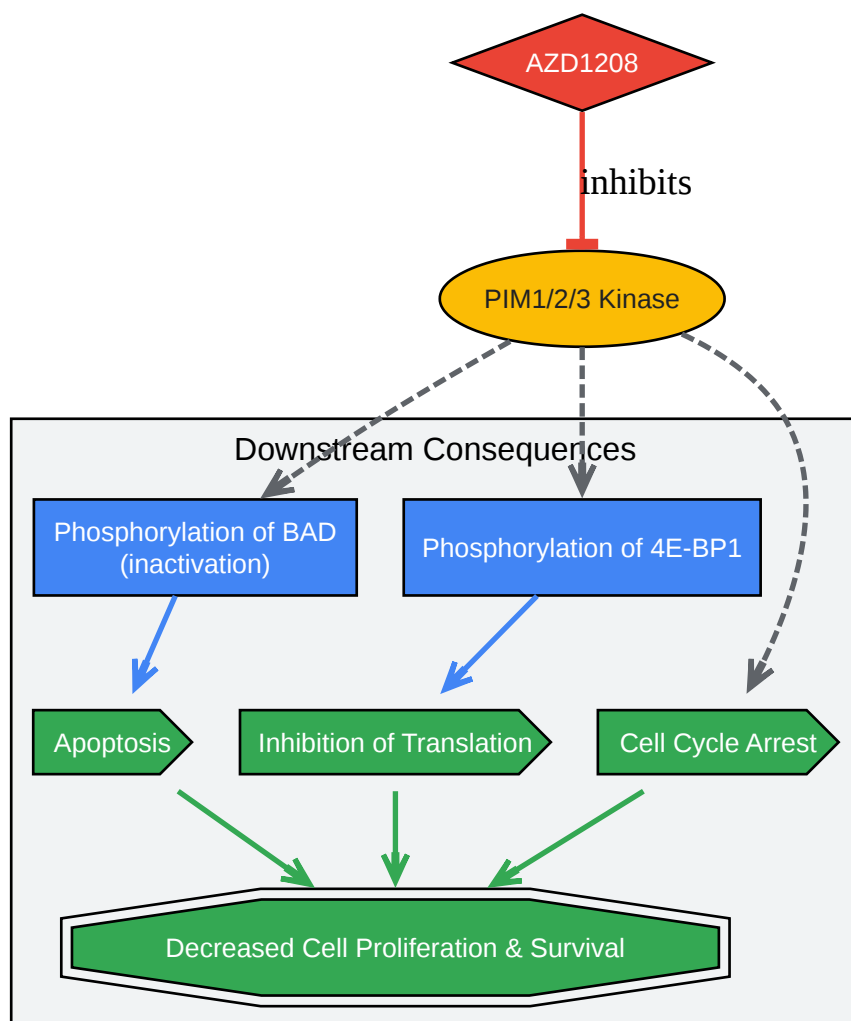 AZD1208
inhibits
PIM1/2/3 Kinase
Downstream Consequences
Phosphorylation of BAD
(inactivation)
Phosphorylation of 4E-BP1
Apoptosis
Inhibition of Translation
Cell Cycle Arrest
Decreased Cell Proliferation & Survival